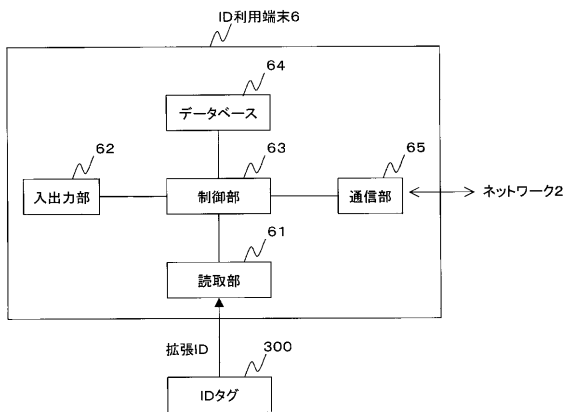 ID利用端末6
64
データベース
62
63
65
入出力部
制御部
通信部
ネットワーク2
61
読取部
拡張ID
300
IDタグ